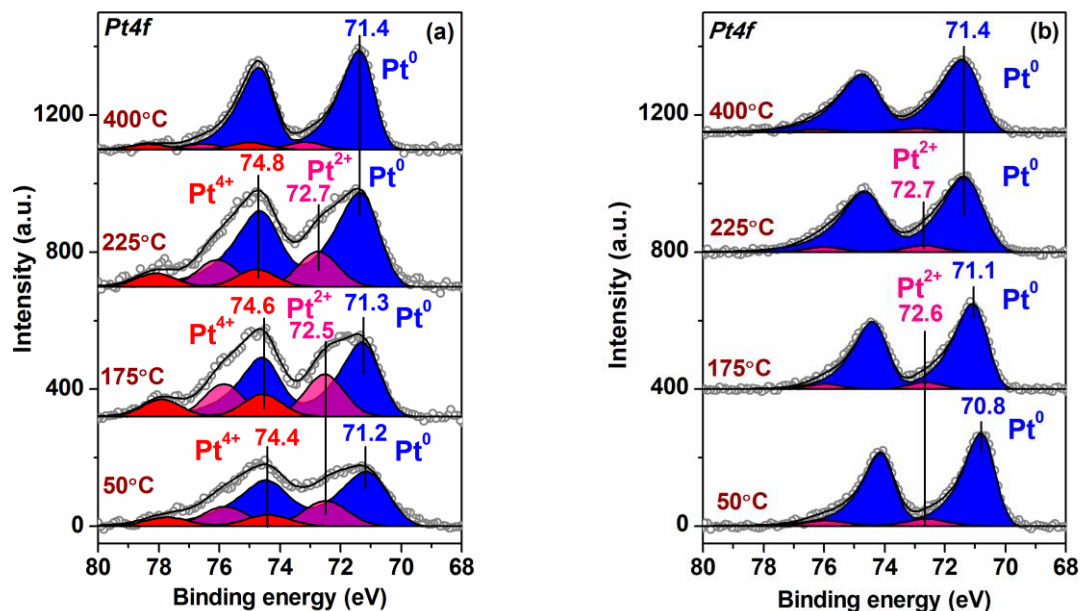 Pt4f
(a)
71.4
Pt⁰
1200
400°C
Pt²⁺
74.8
Pt⁴⁺
72.7
Pt⁰
800
225°C
74.6
Pt²⁺
71.3
Pt⁴⁺
72.5
Pt⁰
400
175°C
74.4
71.2
Pt⁴⁺
Pt⁰
50°C
0
80 78 76 74 72 70 68
Binding energy (eV)
Intensity (a.u.)
Pt4f
71.4
(b)
Pt⁰
1200
400°C
Pt²⁺
72.7
225°C
800
71.1
Pt²⁺
72.6
Pt⁰
175°C
400
70.8
Pt⁰
50°C
0
80 78 76 74 72 70 68
Binding energy (eV)
Intensity (a.u.)